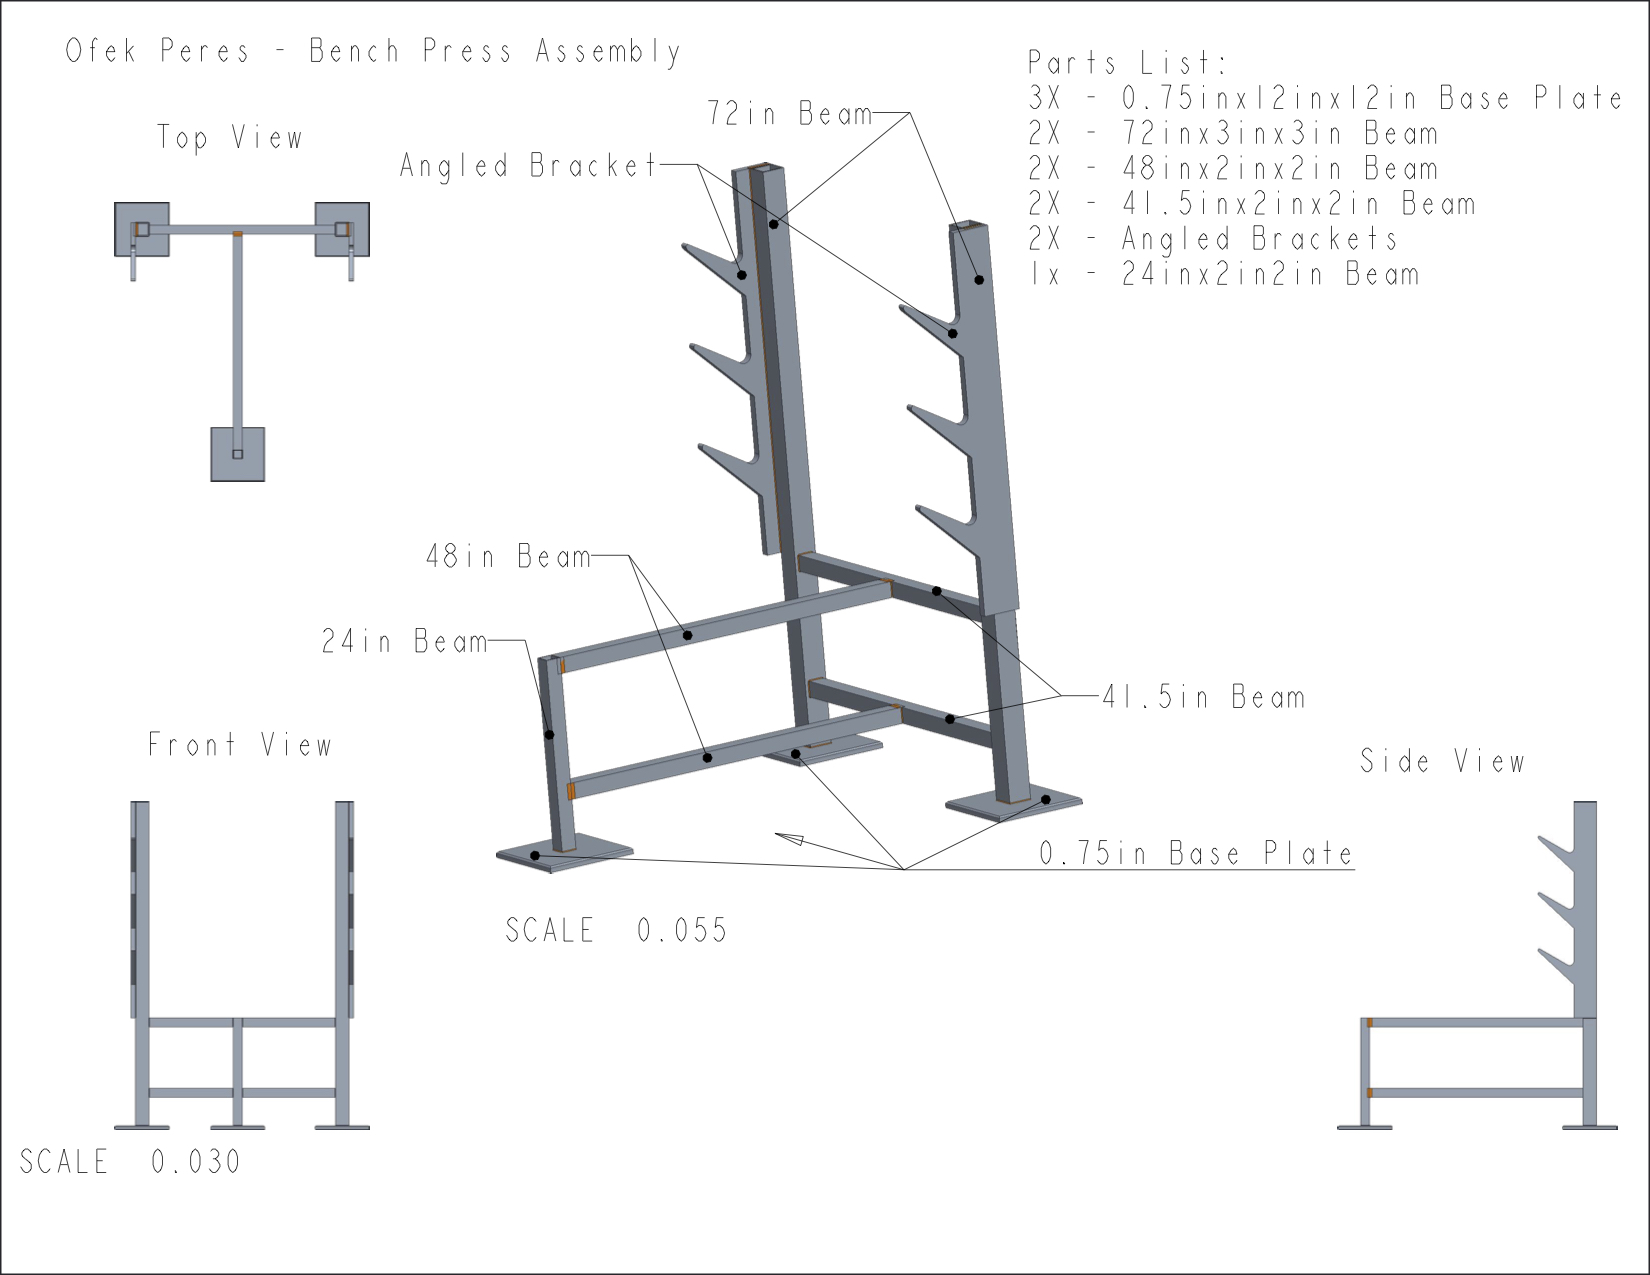 Ofek Peres - Bench Press Assembly
Parts List:
3X - 0.75inx12inx12in Base Plate
2X - 72inx3inx3in Beam
2X - 48inx2inx2in Beam
2X - 41.5inx2inx2in Beam
2X - Angled Brackets
1x - 24inx2in2in Beam
Top View
72in Beam
Angled Bracket
48in Beam
24in Beam
41.5in Beam
Front View
Side View
0.75in Base Plate
SCALE 0.055
SCALE 0.030